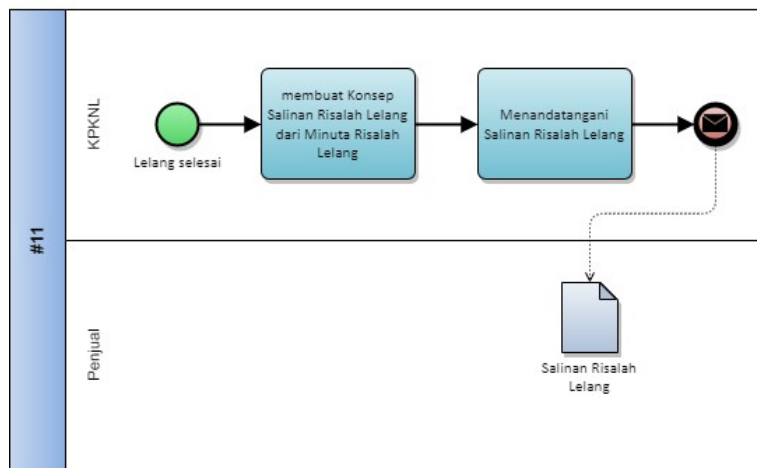 #11
KPKNL
Lelang selesai
membuat Konsep
Salinan Risalah Lelang
dari Minuta Risalah
Lelang
Menandatangani
Salinan Risalah Lelang
Penjual
Salinan Risalah
Lelang